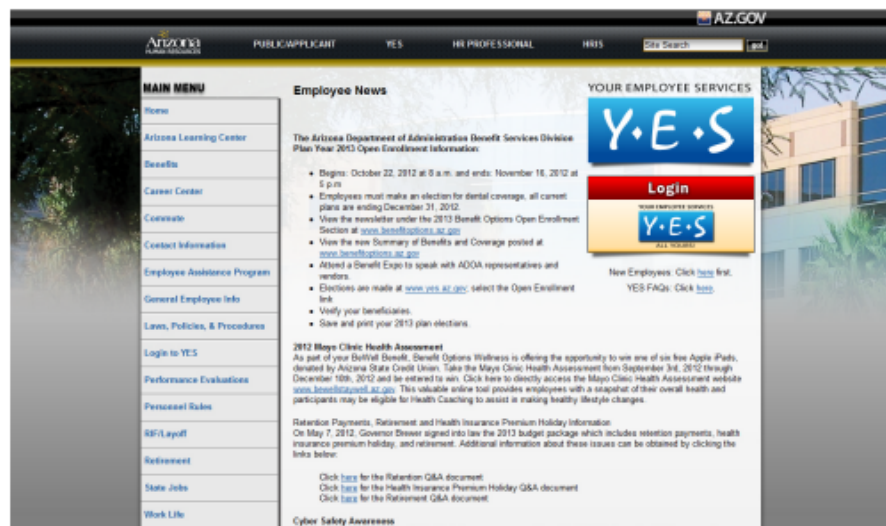 AZ.GOV
Arizona
HUMAN RESOURCES
PUBLIC/APPLICANT
YES
HR PROFESSIONAL
HRIS
Site Search
go!
MAIN MENU
Home
Arizona Learning Center
Benefits
Career Center
Commute
Contact Information
Employee Assistance Program
General Employee Info
Laws, Policies, & Procedures
Login to YES
Performance Evaluations
Personnel Rules
RIF/Layoff
Retirement
State Jobs
Work Life
Employee News
The Arizona Department of Administration Benefit Services Division
Plan Year 2013 Open Enrollment Information:
Begins: October 22, 2012 at 8 a.m. and ends: November 16, 2012 at
5 p.m
Employees must make an election for dental coverage, all current
plans are ending December 31, 2012.
View the newsletter under the 2013 Benefit Options Open Enrollment
Section at www.benefitoptions.az.gov
View the new Summary of Benefits and Coverage posted at
www.benefitoptions.az.gov
Attend a Benefit Expo to speak with ADOA representatives and
vendors.
Elections are made at www.yes.az.gov; select the Open Enrollment
link.
Verify your beneficiaries.
Save and print your 2013 plan elections.
2012 Mayo Clinic Health Assessment
As part of your BeWell Benefit, Benefit Options Wellness is offering the opportunity to win one of six free Apple iPads,
donated by Arizona State Credit Union. Take the Mayo Clinic Health Assessment from September 3rd, 2012 through
December 10th, 2012 and be entered to win. Click here to directly access the Mayo Clinic Health Assessment website
www.bewellstaywell.az.gov. This valuable online tool provides employees with a snapshot of their overall health and
participants may be eligible for Health Coaching to assist in making healthy lifestyle changes.
Retention Payments, Retirement and Health Insurance Premium Holiday Information
On May 7, 2012, Governor Brewer signed into law the 2013 budget package which includes retention payments, health
insurance premium holiday, and retirement. Additional information about these issues can be obtained by clicking the
links below:
Click here for the Retention Q&A document
Click here for the Health Insurance Premium Holiday Q&A document
Click here for the Retirement Q&A document
Cyber Safety Awareness
YOUR EMPLOYEE SERVICES
Y•E•S
Login
YOUR EMPLOYEE SERVICES
Y•E•S
ALL YOURS!
New Employees: Click here first.
YES FAQs: Click here.